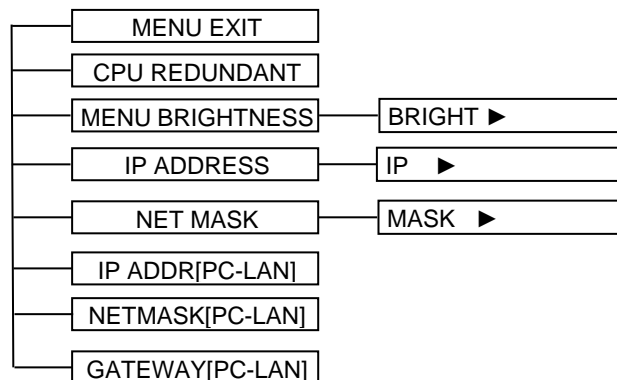 MENU EXIT
CPU REDUNDANT
MENU BRIGHTNESS
BRIGHT ►
IP ADDRESS
IP ►
NET MASK
MASK ►
IP ADDR[PC-LAN]
NETMASK[PC-LAN]
GATEWAY[PC-LAN]